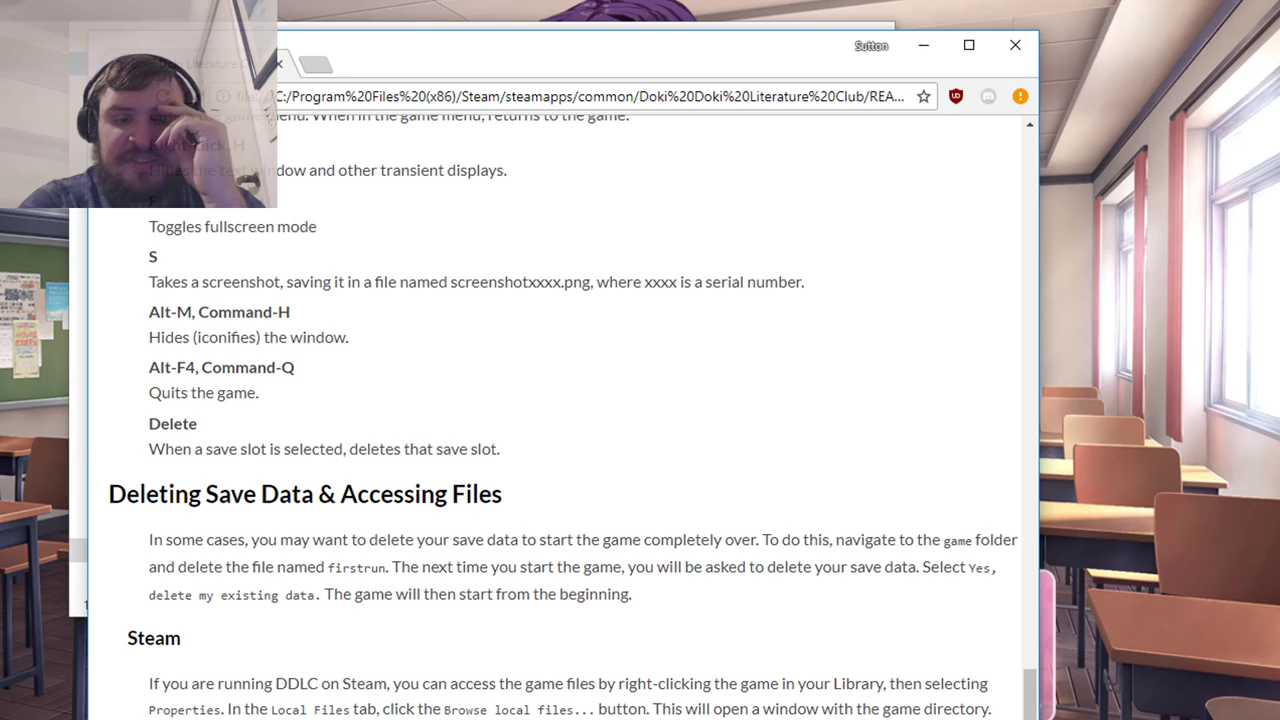 Sutton
C:/Program%20Files%20(x86)/Steam/steamapps/common/Doki%20Doki%20Literature%20Club/REA...
menu. When in the game menu, returns to the game.
Right-click, H
Hides the text window and other transient displays.
F
Toggles fullscreen mode
S
Takes a screenshot, saving it in a file named screenshotxxxx.png, where xxxx is a serial number.
Alt-M, Command-H
Hides (iconifies) the window.
Alt-F4, Command-Q
Quits the game.
Delete
When a save slot is selected, deletes that save slot.
Deleting Save Data & Accessing Files
In some cases, you may want to delete your save data to start the game completely over. To do this, navigate to the game folder
and delete the file named firstrun. The next time you start the game, you will be asked to delete your save data. Select Yes,
delete my existing data. The game will then start from the beginning.
Steam
If you are running DDLC on Steam, you can access the game files by right-clicking the game in your Library, then selecting
Properties. In the Local Files tab, click the Browse local files... button. This will open a window with the game directory.